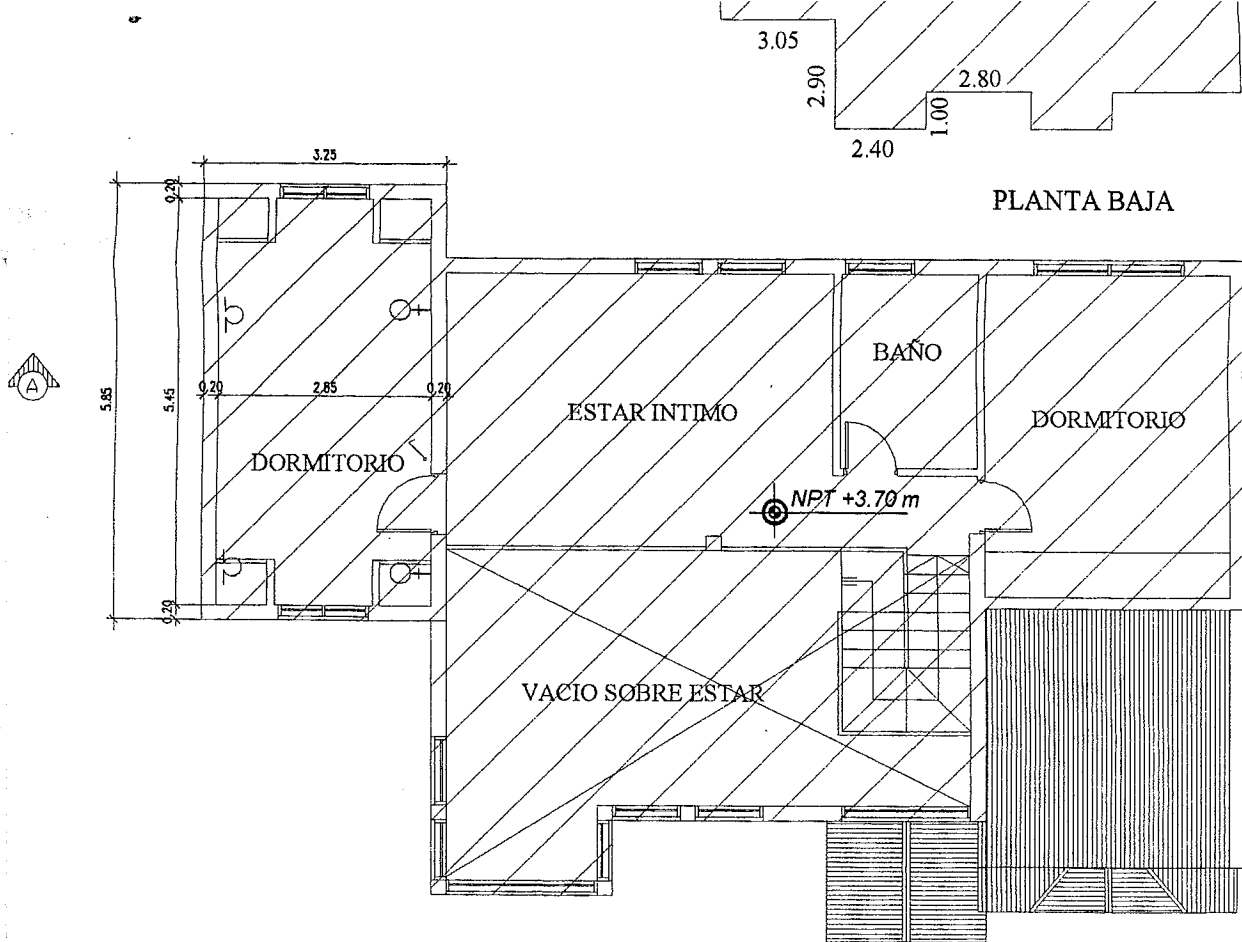 3.05
2.90
2.80
1.00
2.40
PLANTA BAJA
3.25
0.20
5.85
5.45
0.20 2.85 0.20
A
BAÑO
ESTAR INTIMO
DORMITORIO
DORMITORIO
NPT +3.70 m
0.20
VACIO SOBRE ESTAR